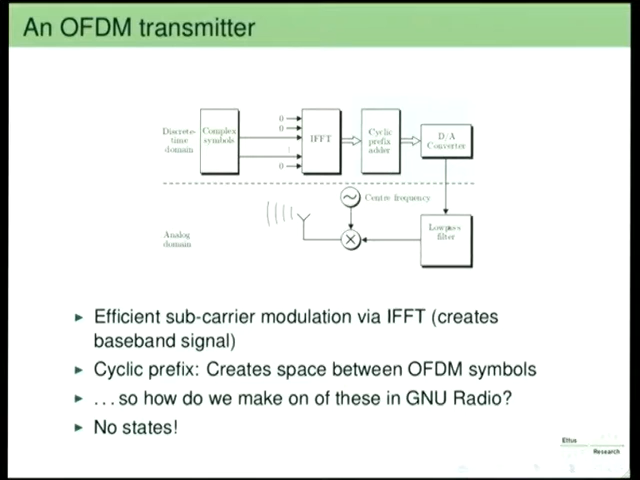 An OFDM transmitter
Discrete-
time
domain
Complex
symbols
0
0
0
IFFT
Cyclic
prefix
adder
D/A
Converter
Centre frequency
Analog
domain
Lowpass
filter
Efficient sub-carrier modulation via IFFT (creates
baseband signal)
Cyclic prefix: Creates space between OFDM symbols
...so how do we make on of these in GNU Radio?
No states!
Ettus
Research